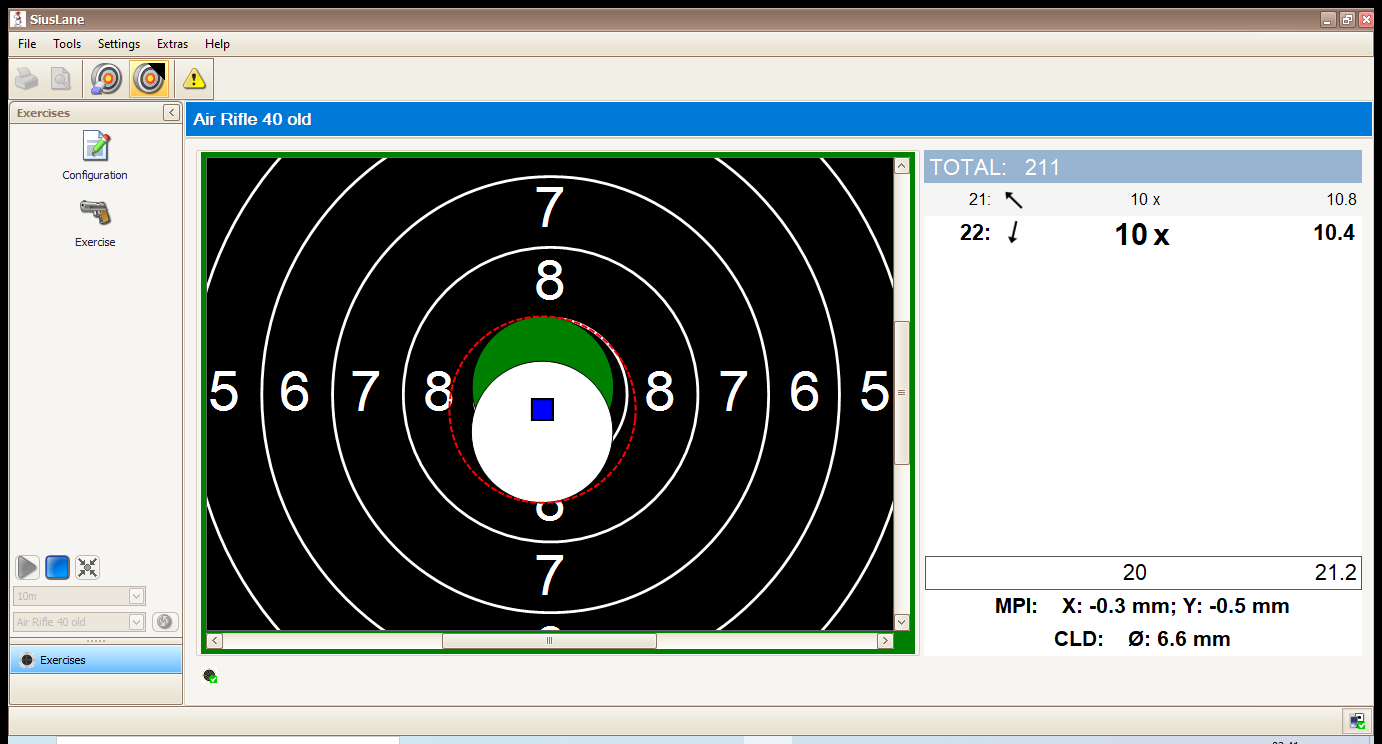 SiusLane
File Tools Settings Extras Help
Exercises
Configuration
Exercise
10m
Air Rifle 40 old
Exercises
Air Rifle 40 old
7
8
5 6 7 8 8 7 6 5
7
TOTAL: 211
21: 10 x 10.8
22: 10 x 10.4
20 21.2
MPI: X: -0.3 mm; Y: -0.5 mm
CLD: Ø: 6.6 mm